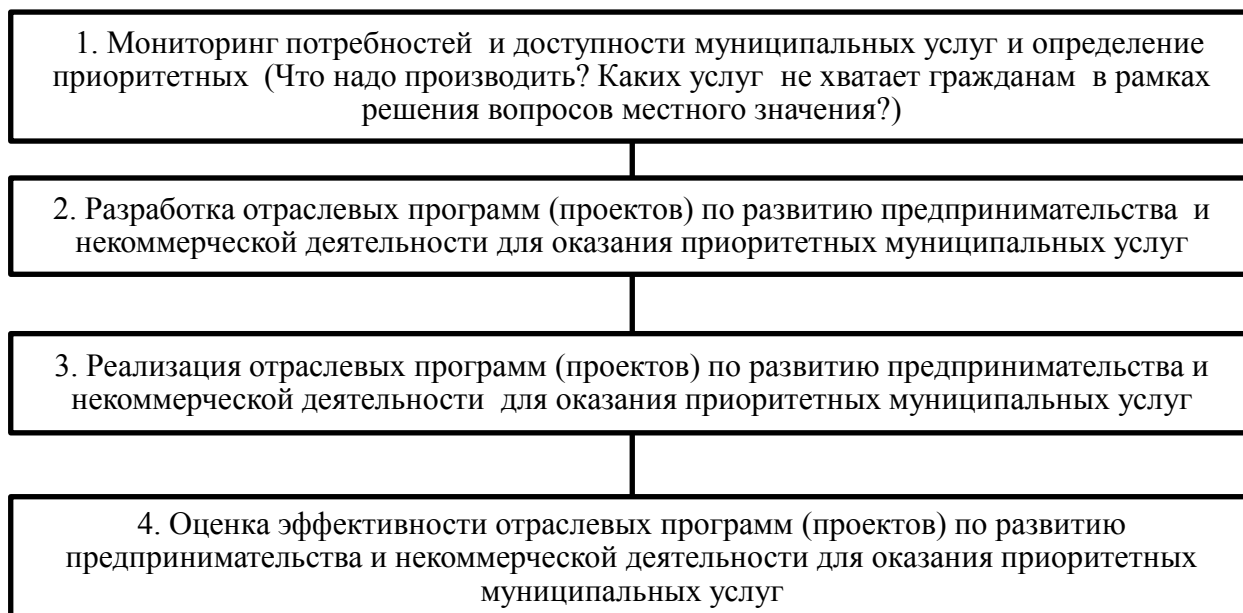 1. Мониторинг потребностей и доступности муниципальных услуг и определение
приоритетных (Что надо производить? Каких услуг не хватает гражданам в рамках
решения вопросов местного значения?)
2. Разработка отраслевых программ (проектов) по развитию предпринимательства и
некоммерческой деятельности для оказания приоритетных муниципальных услуг
3. Реализация отраслевых программ (проектов) по развитию предпринимательства и
некоммерческой деятельности для оказания приоритетных муниципальных услуг
4. Оценка эффективности отраслевых программ (проектов) по развитию
предпринимательства и некоммерческой деятельности для оказания приоритетных
муниципальных услуг